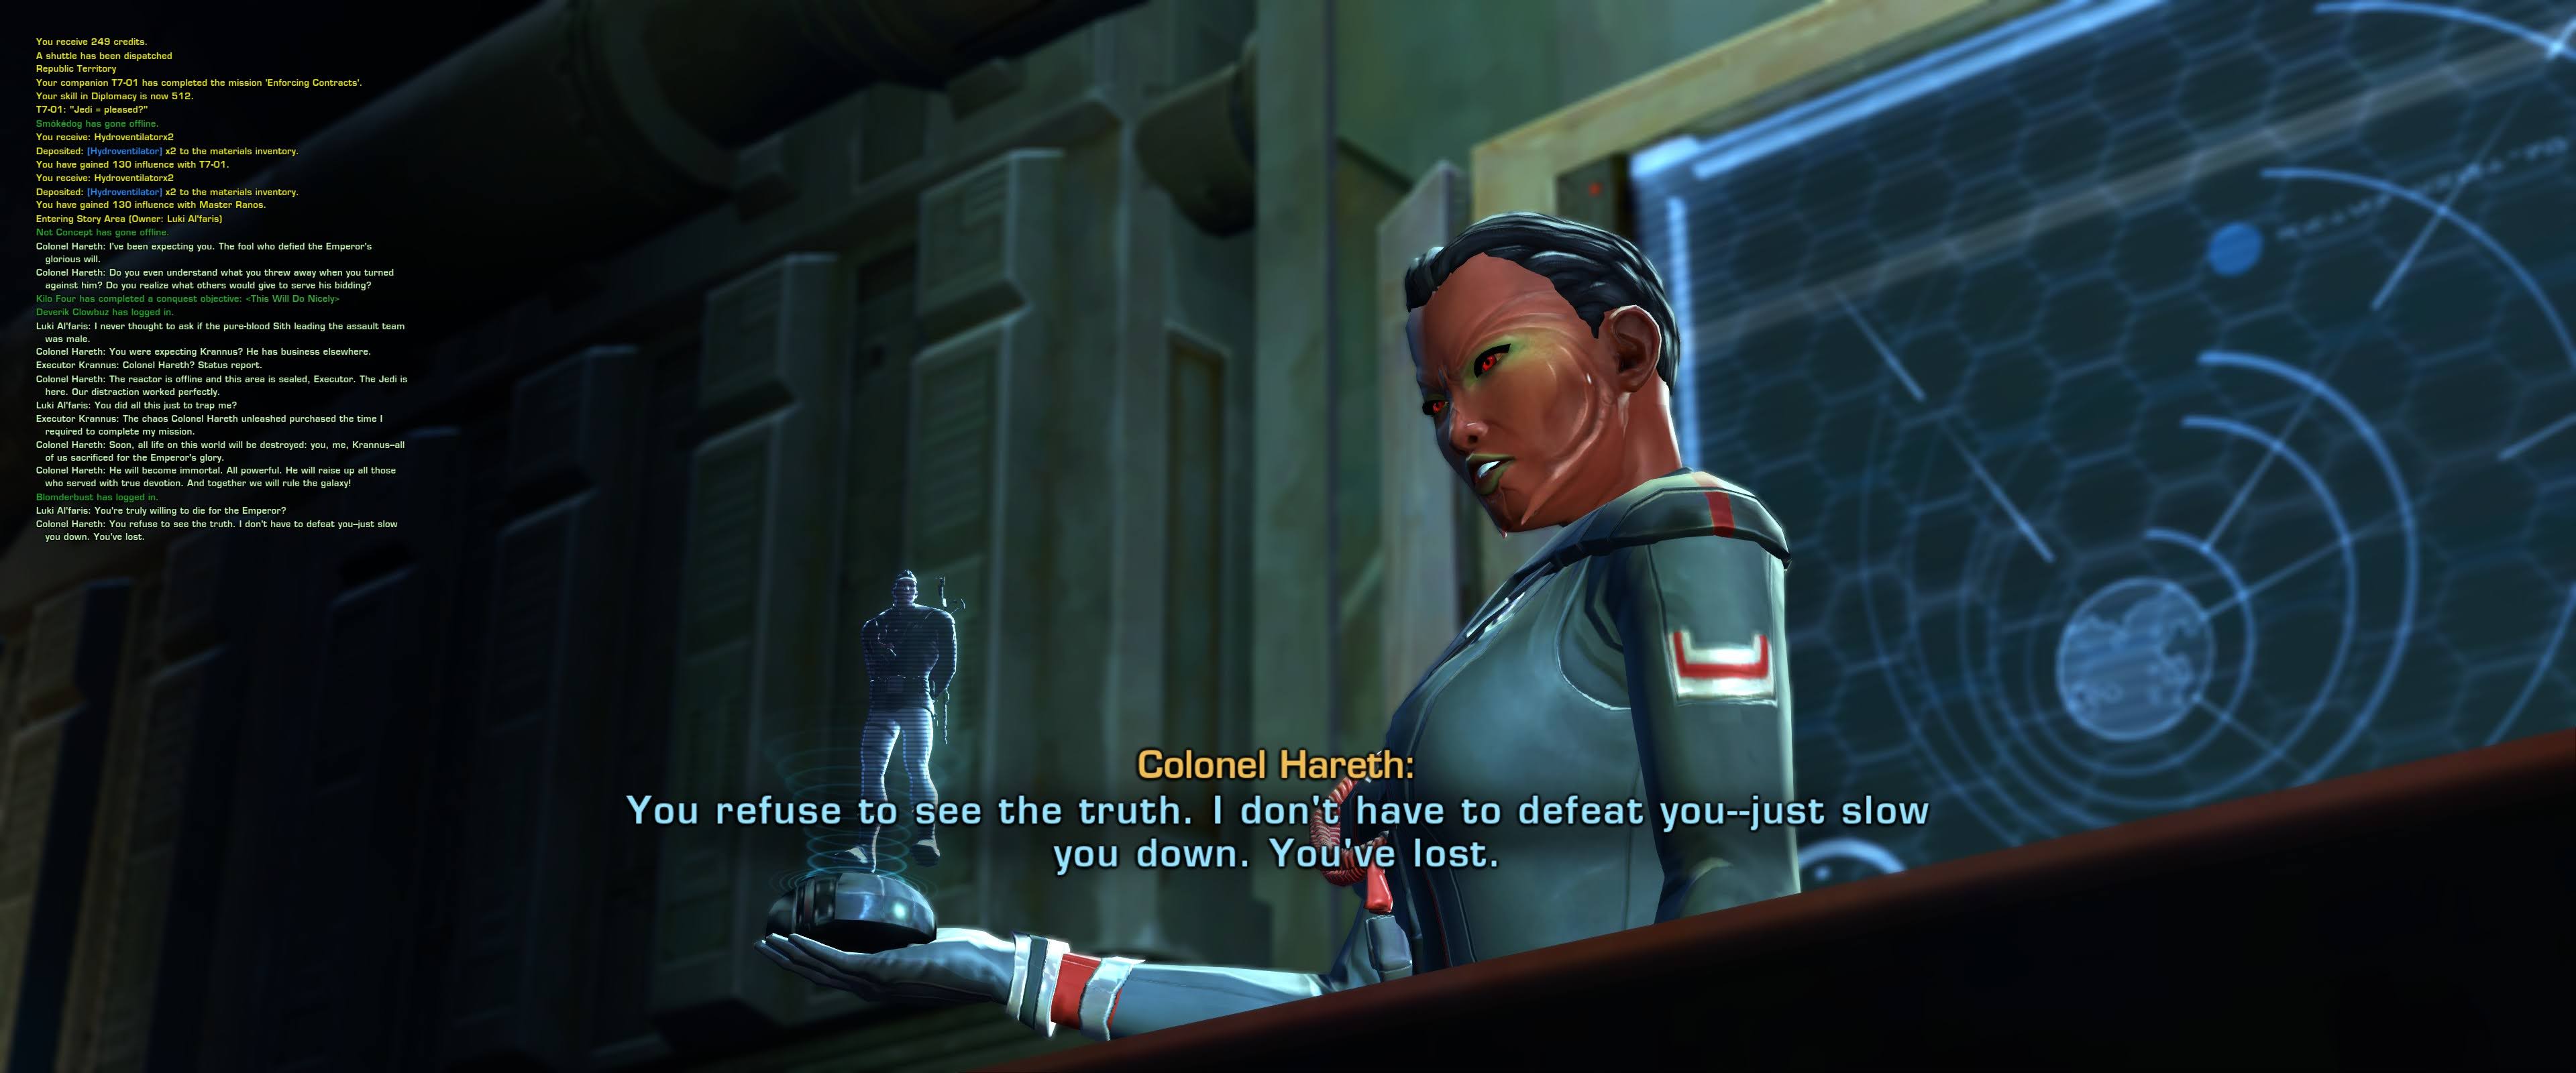 You receive 249 credits.
A shuttle has been dispatched
Republic Territory
Your companion T7-01 has completed the mission 'Enforcing Contracts'.
Your skill in Diplomacy is now 512.
T7-01: "Jedi = pleased?"
Smökëdog has gone offline.
You receive: Hydroventilatorx2
Deposited: [Hydroventilator] x2 to the materials inventory.
You have gained 130 influence with T7-01.
You receive: Hydroventilatorx2
Deposited: [Hydroventilator] x2 to the materials inventory.
You have gained 130 influence with Master Ranos.
Entering Story Area (Owner: Luki Al'faris)
Not Concept has gone offline.
Colonel Hareth: I've been expecting you. The fool who defied the Emperor's
glorious will.
Colonel Hareth: Do you even understand what you threw away when you turned
against him? Do you realize what others would give to serve his bidding?
Kilo Four has completed a conquest objective: <This Will Do Nicely>
Deverik Clowbuz has logged in.
Luki Al'faris: I never thought to ask if the pure-blood Sith leading the assault team
was male.
Colonel Hareth: You were expecting Krannus? He has business elsewhere.
Executor Krannus: Colonel Hareth? Status report.
Colonel Hareth: The reactor is offline and this area is sealed, Executor. The Jedi is
here. Our distraction worked perfectly.
Luki Al'faris: You did all this just to trap me?
Executor Krannus: The chaos Colonel Hareth unleashed purchased the time I
required to complete my mission.
Colonel Hareth: Soon, all life on this world will be destroyed: you, me, Krannus--all
of us sacrificed for the Emperor's glory.
Colonel Hareth: He will become immortal. All powerful. He will raise up all those
who served with true devotion. And together we will rule the galaxy!
Blomderbust has logged in.
Luki Al'faris: You're truly willing to die for the Emperor?
Colonel Hareth: You refuse to see the truth. I don't have to defeat you--just slow
you down. You've lost.
Colonel Hareth:
You refuse to see the truth. I don't have to defeat you--just slow
you down. You've lost.